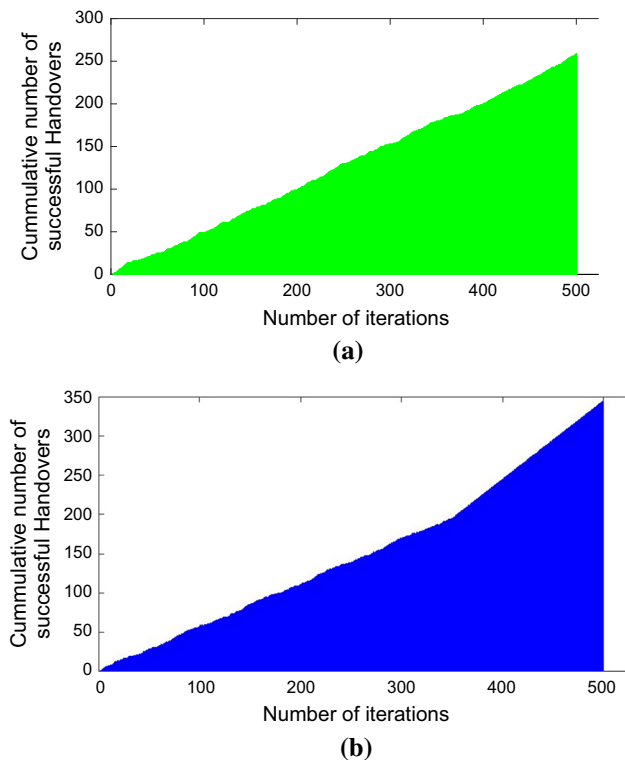 300
250
200
150
100
50
0
Cummulative number of
successful Handovers
0 100 200 300 400 500
Number of iterations
(a)
350
300
250
200
150
100
50
0
Cummulative number of
successful Handovers
0 100 200 300 400 500
Number of iterations
(b)